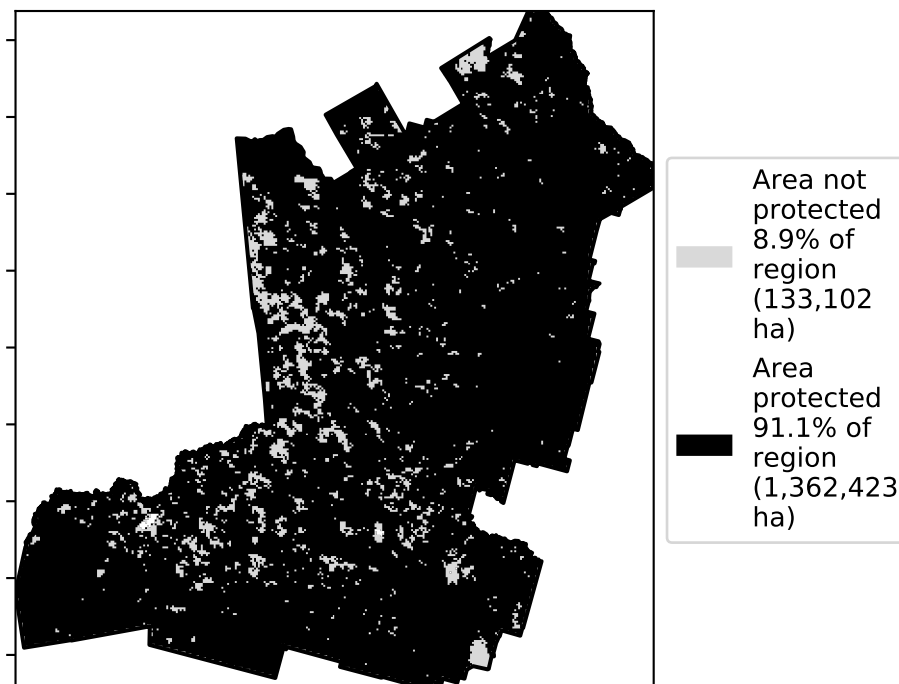 Area not
protected
8.9% of
region
(133,102
ha)
Area
protected
91.1% of
region
(1,362,423
ha)